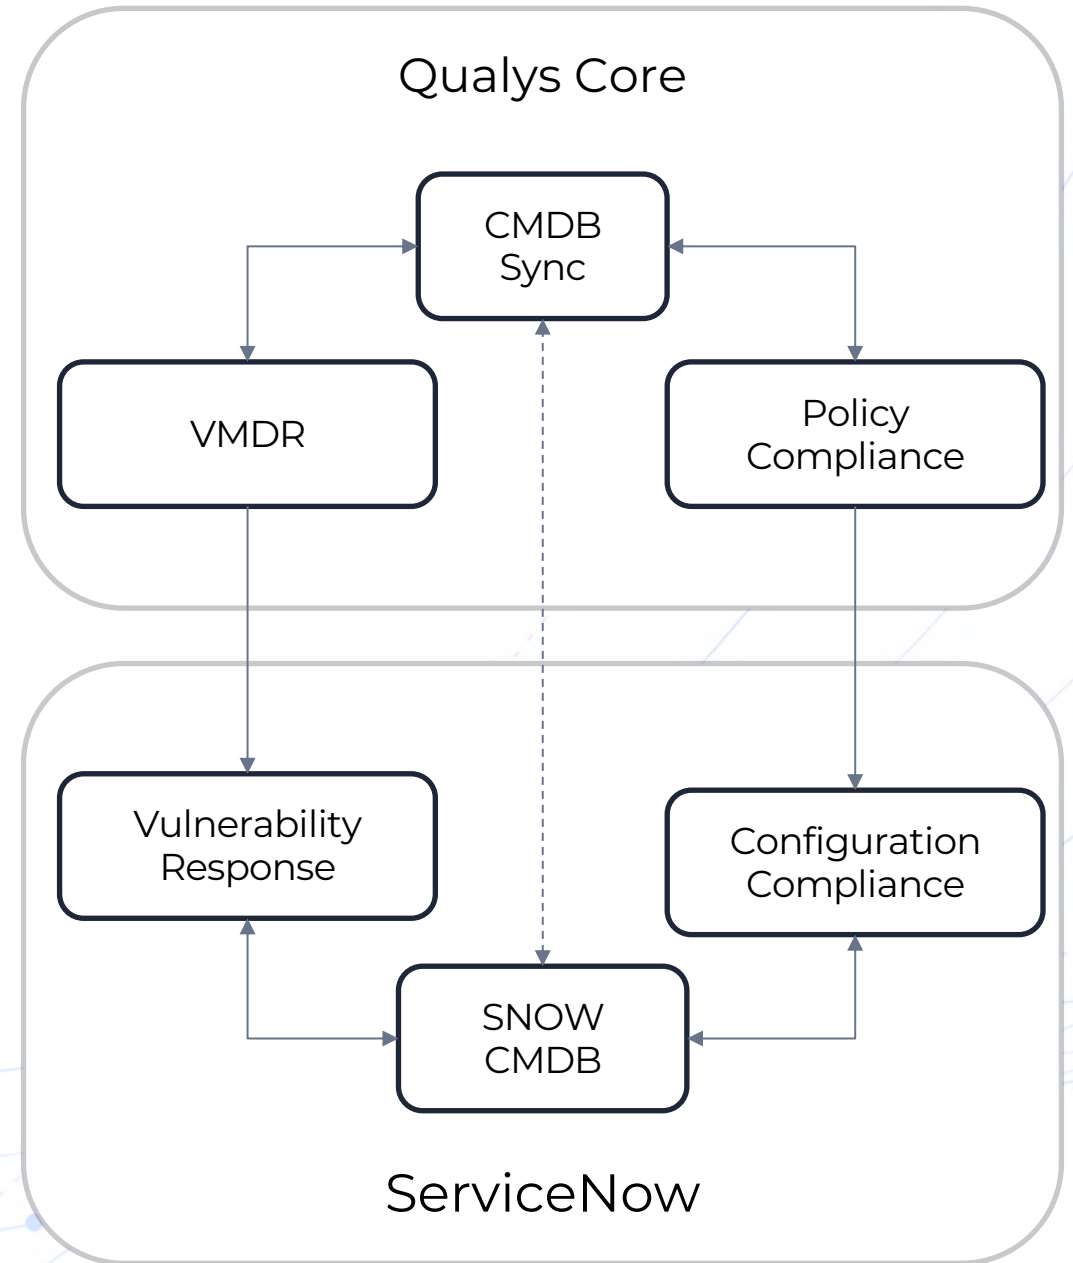 Qualys Core
CMDB
Sync
VMDR
Policy
Compliance
Vulnerability
Response
Configuration
Compliance
SNOW
CMDB
ServiceNow